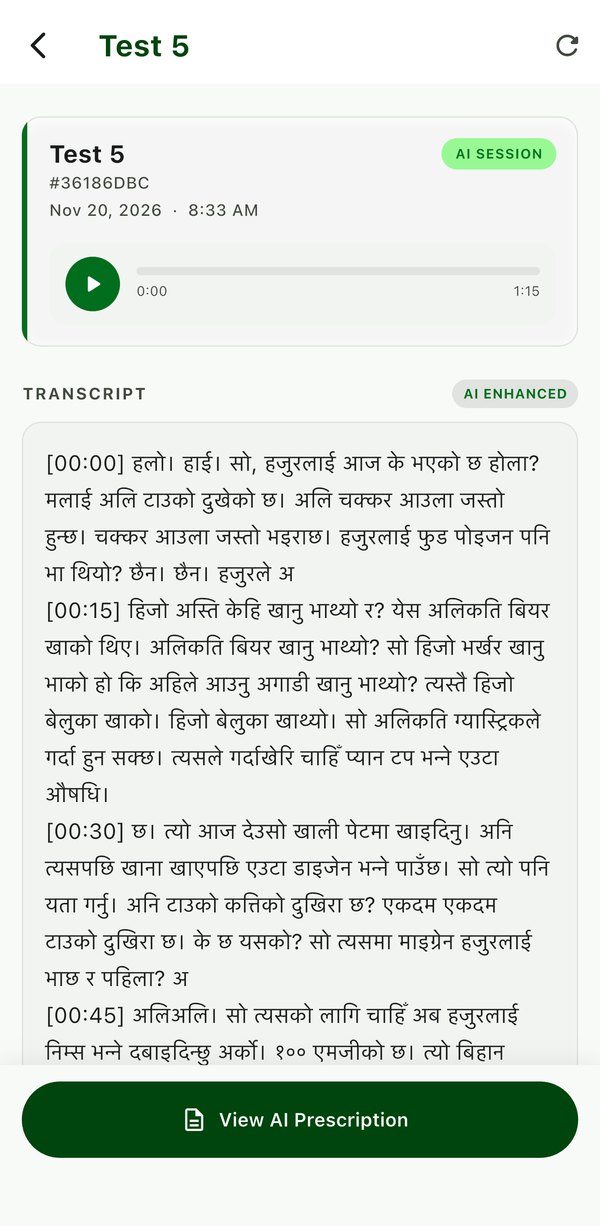 Test 5
Test 5
AI SESSION
#36186DBC
Nov 20, 2026 · 8:33 AM
0:00
1:15
TRANSCRIPT
AI ENHANCED
[00:00] हलो। हाई। सो, हजुरलाई आज के भएको छ होला?
मलाई अलि टाउको दुखेको छ। अलि चक्कर आउला जस्तो
हुन्छ। चक्कर आउला जस्तो भइराछ। हजुरलाई फुड पोइजन पनि
भा थियो? छैन। छैन। हजुरले अ
[00:15] हिजो अस्ति केहि खानु भाथ्यो र? येस अलिकति बियर
खाको थिए। अलिकति बियर खानु भाथ्यो? सो हिजो भर्खर खानु
भाको हो कि अहिले आउनु अगाडी खानु भाथ्यो? त्यस्तै हिजो
बेलुका खाको। हिजो बेलुका खाथ्यो। सो अलिकति ग्यास्ट्रिकले
गर्दा हुन सक्छ। त्यसले गर्दाखेरि चाहिँ प्यान टप भन्ने एउटा
औषधि।
[00:30] छ। त्यो आज देउसो खाली पेटमा खाइदिनु। अनि
त्यसपछि खाना खाएपछि एउटा डाइजेन भन्ने पाउँछ। सो त्यो पनि
यता गर्नु। अनि टाउको कत्तिको दुखिरा छ? एकदम एकदम
टाउको दुखिरा छ। के छ यसको? सो त्यसमा माइग्रेन हजुरलाई
भाछ र पहिला? अ
[00:45] अलिअलि। सो त्यसको लागि चाहिँ अब हजुरलाई
निम्स भन्ने दबाइदिन्छु अर्को। १०० एमजीको छ। त्यो बिहान
View AI Prescription